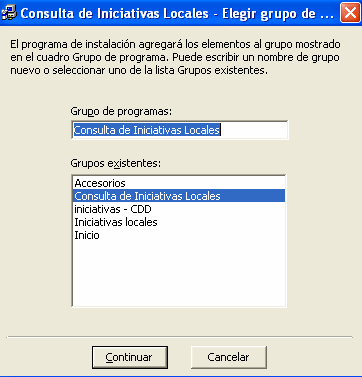 Consulta de Iniciativas Locales - Elegir grupo de ...
El programa de instalación agregará los elementos al grupo mostrado
en el cuadro Grupo de programa. Puede escribir un nombre de grupo
nuevo o seleccionar uno de la lista Grupos existentes.
Grupo de programas:
Consulta de Iniciativas Locales
Grupos existentes:
Accesorios
Consulta de Iniciativas Locales
iniciativas - CDD
Iniciativas locales
Inicio
Continuar
Cancelar